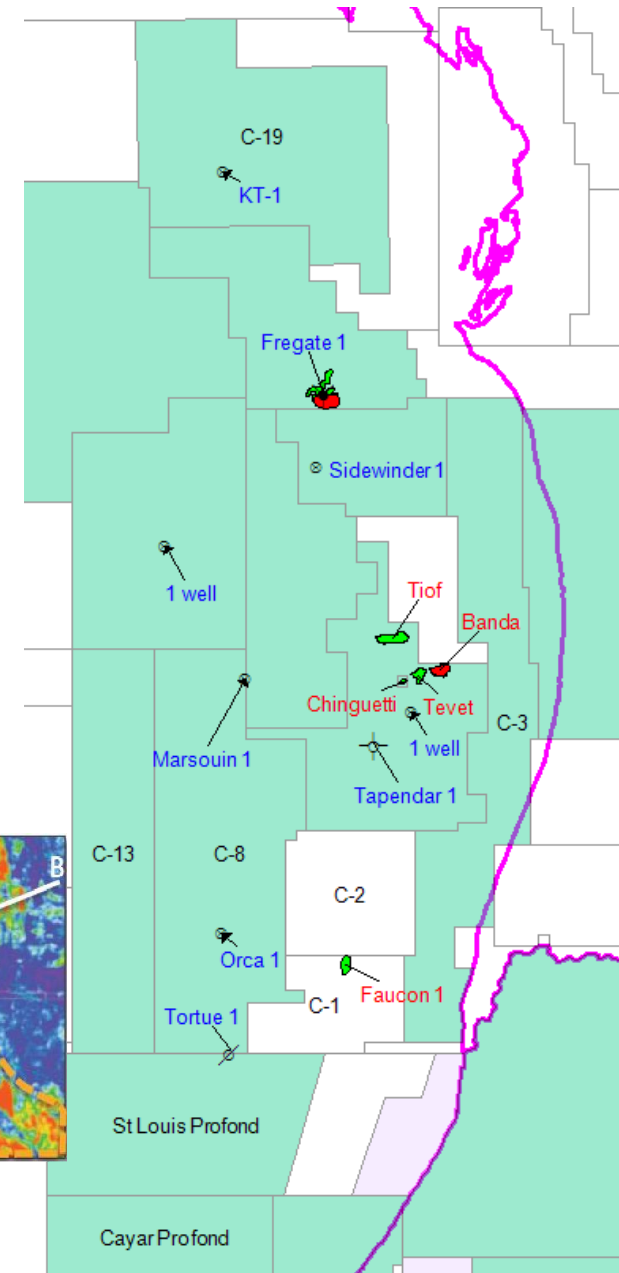 C-19
KT-1
Fregate 1
Sidewinder 1
1 well
Tiof
Banda
Chinguetti
Tevet
C-3
1 well
Marsouin 1
Tapendar 1
B
C-13
C-8
C-2
Orca 1
Faucon 1
C-1
Tortue 1
St Louis Profond
Cayar Profond